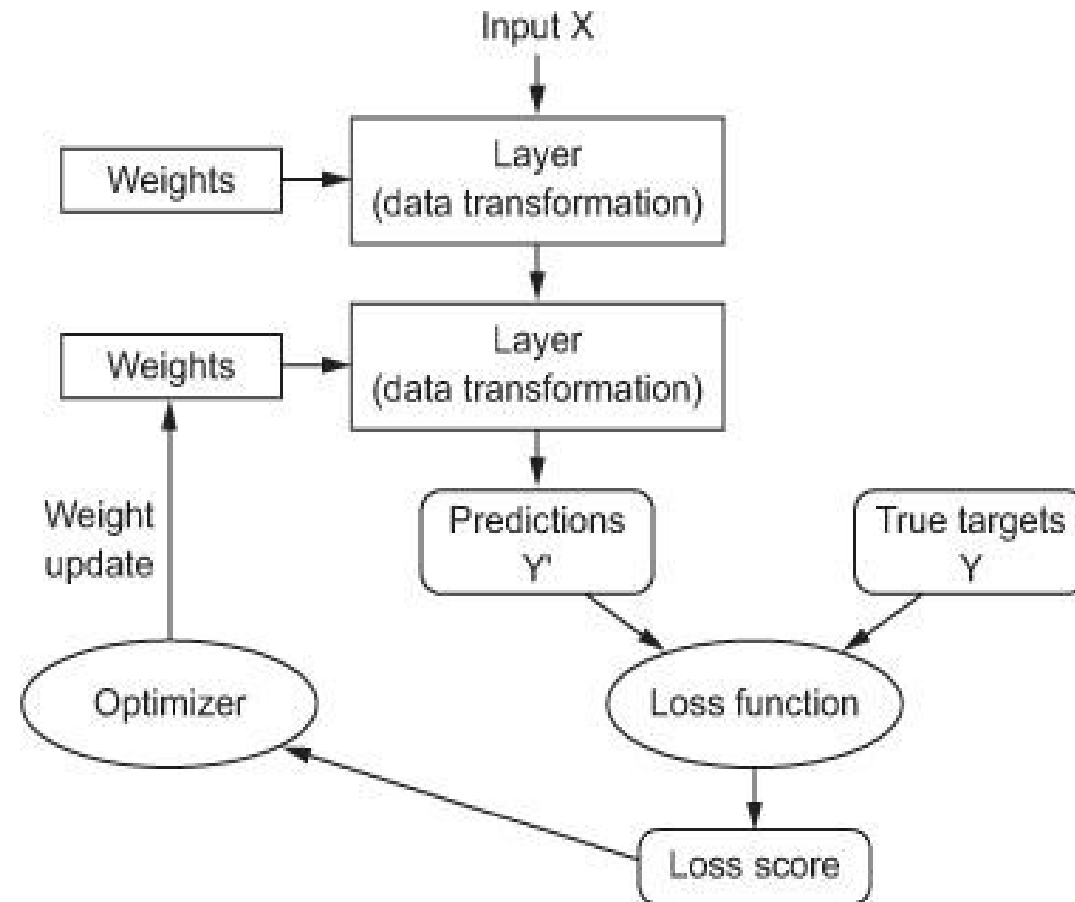 Input X
Weights
Layer
(data transformation)
Weights
Layer
(data transformation)
Weight
update
Predictions
Y'
True targets
Y
Optimizer
Loss function
Loss score